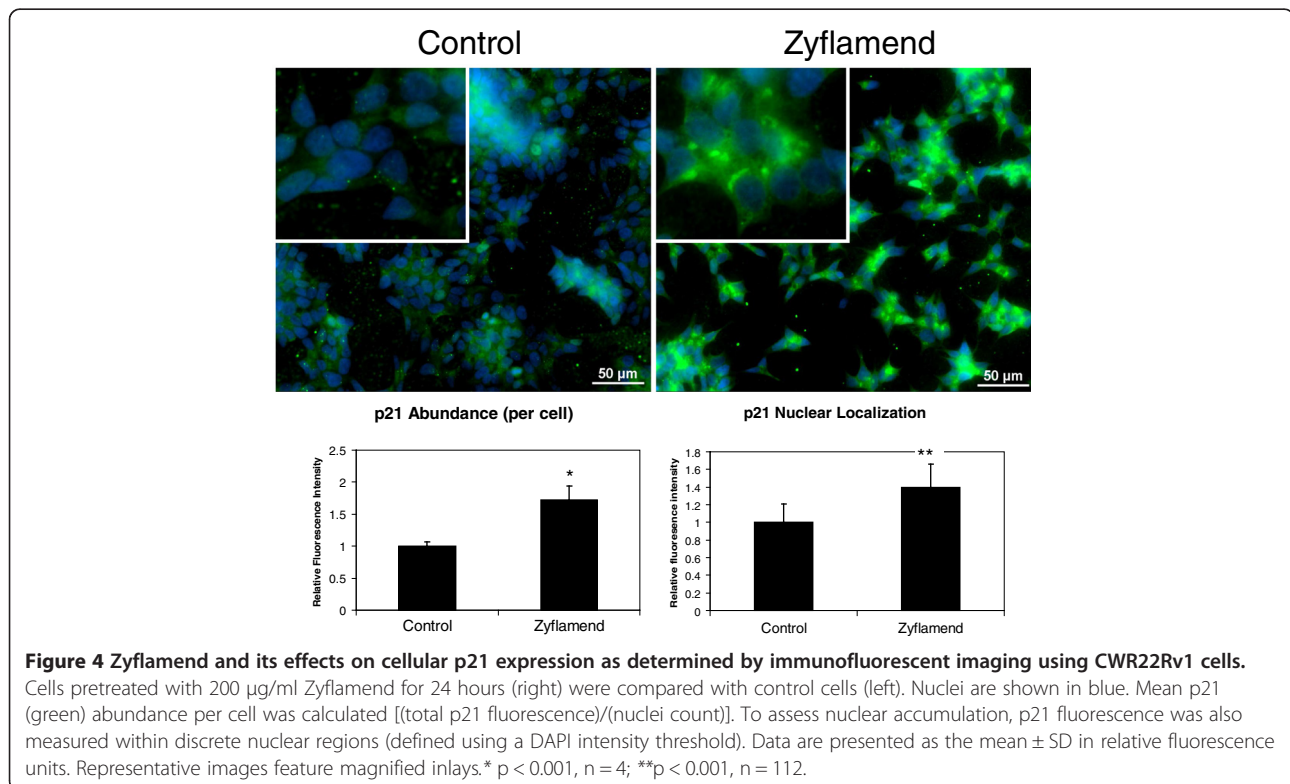 Control
Zyflamend
50 µm
50 µm
p21 Abundance (per cell)
p21 Nuclear Localization
Relative Fluorescence Intensity
2.5
2
1.5
1
0.5
0
*
Control
Zyflamend
Relative fluoresence intensity
1.8
1.6
1.4
1.2
1
0.8
0.6
0.4
0.2
0
**
Control
Zyflamend
Figure 4 Zyflamend and its effects on cellular p21 expression as determined by immunofluorescent imaging using CWR22Rv1 cells.
Cells pretreated with 200 µg/ml Zyflamend for 24 hours (right) were compared with control cells (left). Nuclei are shown in blue. Mean p21
(green) abundance per cell was calculated [(total p21 fluorescence)/(nuclei count)]. To assess nuclear accumulation, p21 fluorescence was also
measured within discrete nuclear regions (defined using a DAPI intensity threshold). Data are presented as the mean ± SD in relative fluorescence
units. Representative images feature magnified inlays.* p < 0.001, n = 4; **p < 0.001, n = 112.